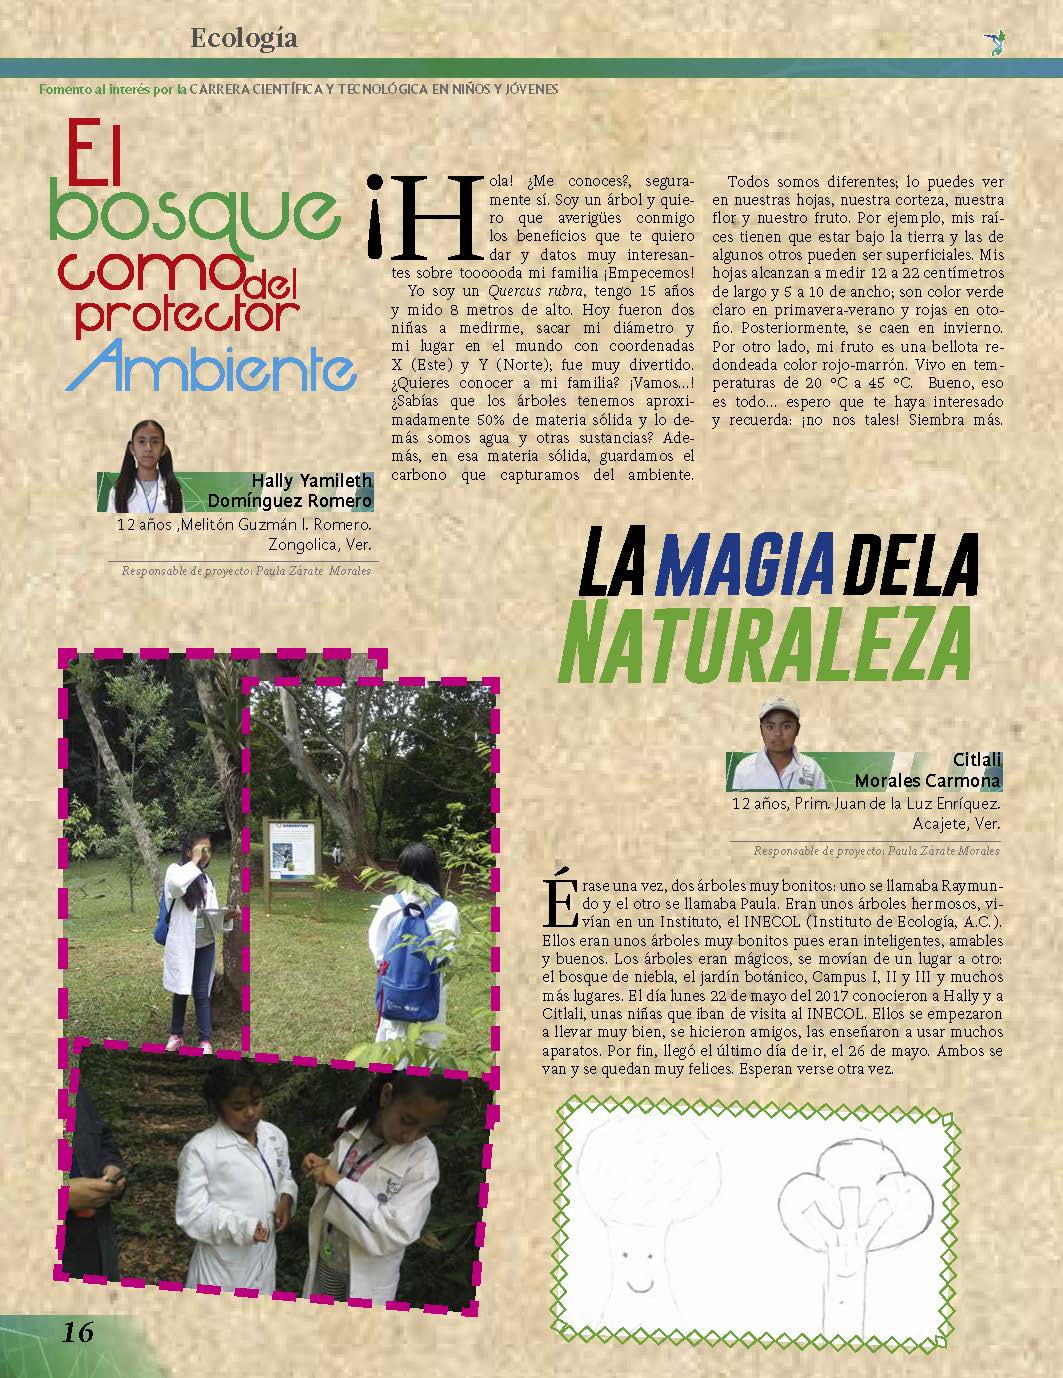 Ecología
Fomento al interés por la CARRERA CIENTÍFICA Y TECNOLÓGICA EN NIÑOS Y JÓVENES
El
bosque
como del
protector
Ambiente
Hally Yamileth
Domínguez Romero
12 años ,Melitón Guzmán I. Romero.
Zongolica, Ver.
Responsable de proyecto: Paula Zárate Morales
¡Hola! ¿Me conoces?, segura-
mente sí. Soy un árbol y quie-
ro que averigües conmigo
los beneficios que te quiero
dar y datos muy interesan-
tes sobre toooooda mi familia ¡Empecemos!
Yo soy un Quercus rubra, tengo 15 años
y mido 8 metros de alto. Hoy fueron dos
niñas a medirme, sacar mi diámetro y
mi lugar en el mundo con coordenadas
X (Este) y Y (Norte); fue muy divertido.
¿Quieres conocer a mi familia? ¡Vamos...!
¿Sabías que los árboles tenemos aproxi-
madamente 50% de materia sólida y lo de-
más somos agua y otras sustancias? Ade-
más, en esa materia sólida, guardamos el
carbono que capturamos del ambiente.
Todos somos diferentes; lo puedes ver
en nuestras hojas, nuestra corteza, nuestra
flor y nuestro fruto. Por ejemplo, mis raí-
ces tienen que estar bajo la tierra y las de
algunos otros pueden ser superficiales. Mis
hojas alcanzan a medir 12 a 22 centímetros
de largo y 5 a 10 de ancho; son color verde
claro en primavera-verano y rojas en oto-
ño. Posteriormente, se caen en invierno.
Por otro lado, mi fruto es una bellota re-
dondeada color rojo-marrón. Vivo en tem-
peraturas de 20 °C a 45 °C. Bueno, eso
es todo... espero que te haya interesado
y recuerda: ¡no nos tales! Siembra más.
LA MAGIA DE LA
NATURALEZA
Citlali
Morales Carmona
12 años, Prim. Juan de la Luz Enríquez.
Acajete, Ver.
Responsable de proyecto: Paula Zárate Morales
Érase una vez, dos árboles muy bonitos: uno se llamaba Raymun-
do y el otro se llamaba Paula. Eran unos árboles hermosos, vi-
vían en un Instituto, el INECOL (Instituto de Ecología, A.C.).
Ellos eran unos árboles muy bonitos pues eran inteligentes, amables
y buenos. Los árboles eran mágicos, se movían de un lugar a otro:
el bosque de niebla, el jardín botánico, Campus I, II y III y muchos
más lugares. El día lunes 22 de mayo del 2017 conocieron a Hally y a
Citlali, unas niñas que iban de visita al INECOL. Ellos se empezaron
a llevar muy bien, se hicieron amigos, las enseñaron a usar muchos
aparatos. Por fin, llegó el último día de ir, el 26 de mayo. Ambos se
van y se quedan muy felices. Esperan verse otra vez.
16